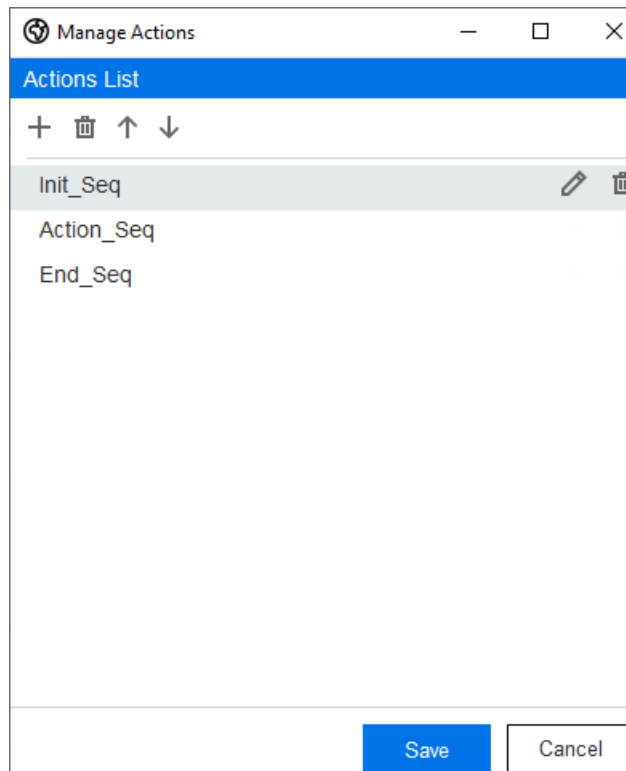 Manage Actions
Actions List
Init_Seq
Action_Seq
End_Seq
Save Cancel